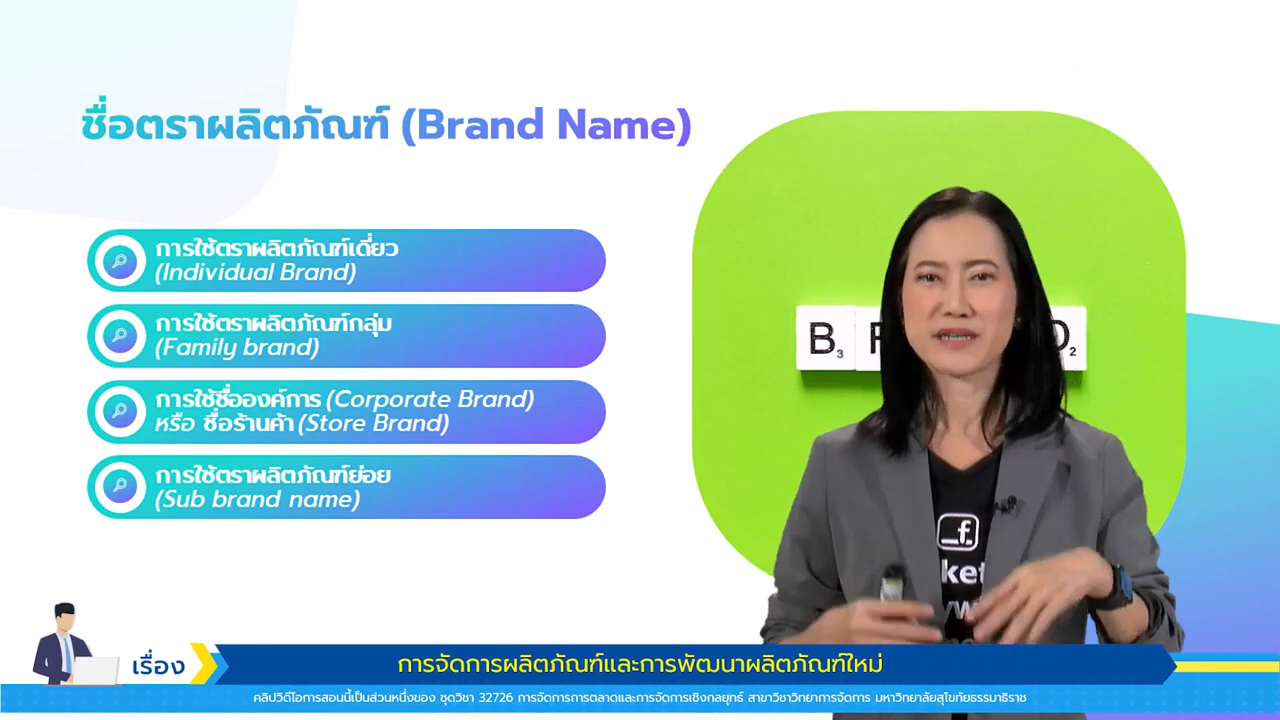 ชื่อตราผลิตภัณฑ์ (Brand Name)
การใช้ตราผลิตภัณฑ์เดี่ยว
(Individual Brand)
การใช้ตราผลิตภัณฑ์กลุ่ม
(Family brand)
การใช้ชื่อองค์การ (Corporate Brand)
หรือ ชื่อร้านค้า (Store Brand)
การใช้ตราผลิตภัณฑ์ย่อย
(Sub brand name)
B3
2
f
ket
เรื่อง
การจัดการผลิตภัณฑ์และการพัฒนาผลิตภัณฑ์ใหม่
คลิปวิดีโอการสอนนี้เป็นส่วนหนึ่งของ ชุดวิชา 32726 การจัดการการตลาดและการจัดการเชิงกลยุทธ์ สาขาวิชาวิทยาการจัดการ มหาวิทยาลัยสุโขทัยธรรมาธิราช